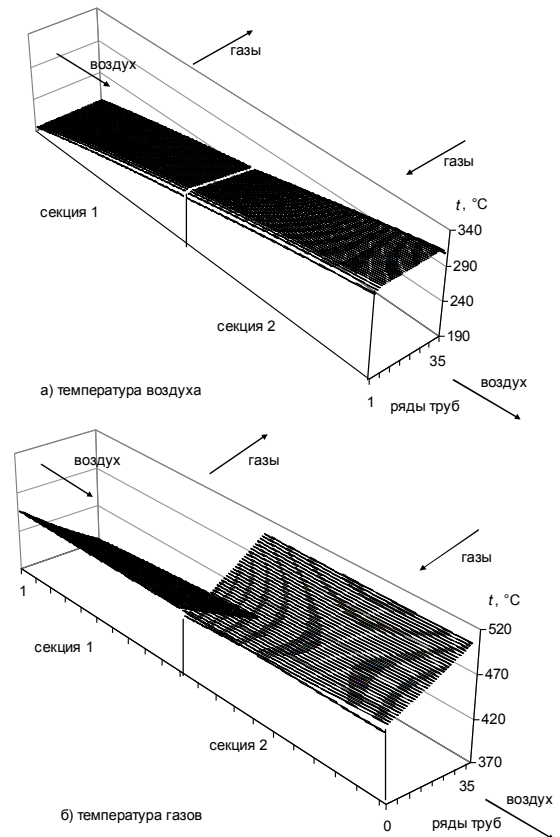 газы
воздух
газы
t, °C
340
290
240
190
секция 1
секция 2
35
1
ряды труб
воздух
а) температура воздуха
воздух
газы
газы
t, °C
520
470
420
370
1
секция 1
секция 2
35
0
ряды труб
воздух
б) температура газов